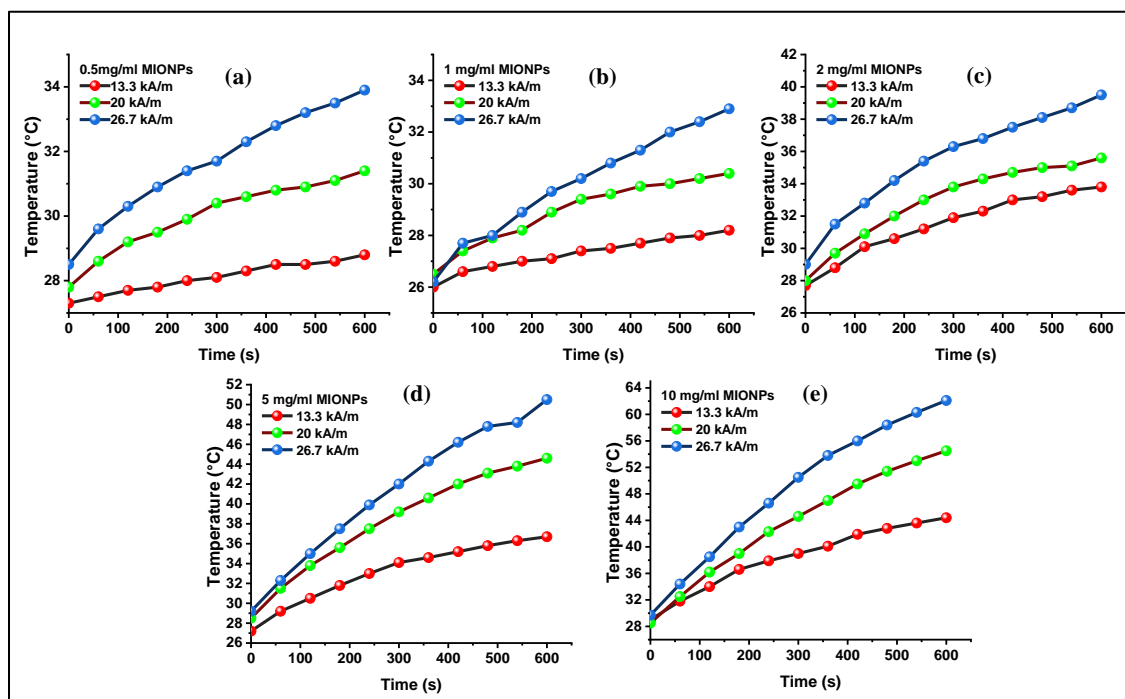 0.5mg/ml MIONPs
13.3 kA/m
20 kA/m
26.7 kA/m
(a)
34
32
30
28
0 100 200 300 400 500 600
Temperature (°C)
Time (s)
1 mg/ml MIONPs
13.3 kA/m
20 kA/m
26.7 kA/m
(b)
34
32
30
28
26
0 100 200 300 400 500 600
Temperature (°C)
Time (s)
2 mg/ml MIONPs
13.3 kA/m
20 kA/m
26.7 kA/m
(c)
42
40
38
36
34
32
30
28
26
0 100 200 300 400 500 600
Temperature (°C)
Time (s)
5 mg/ml MIONPs
13.3 kA/m
20 kA/m
26.7 kA/m
(d)
52
50
48
46
44
42
40
38
36
34
32
30
28
26
0 100 200 300 400 500 600
Temperature (°C)
Time (s)
10 mg/ml MIONPs
13.3 kA/m
20 kA/m
26.7 kA/m
(e)
64
60
56
52
48
44
40
36
32
28
0 100 200 300 400 500 600
Temperature (°C)
Time (s)